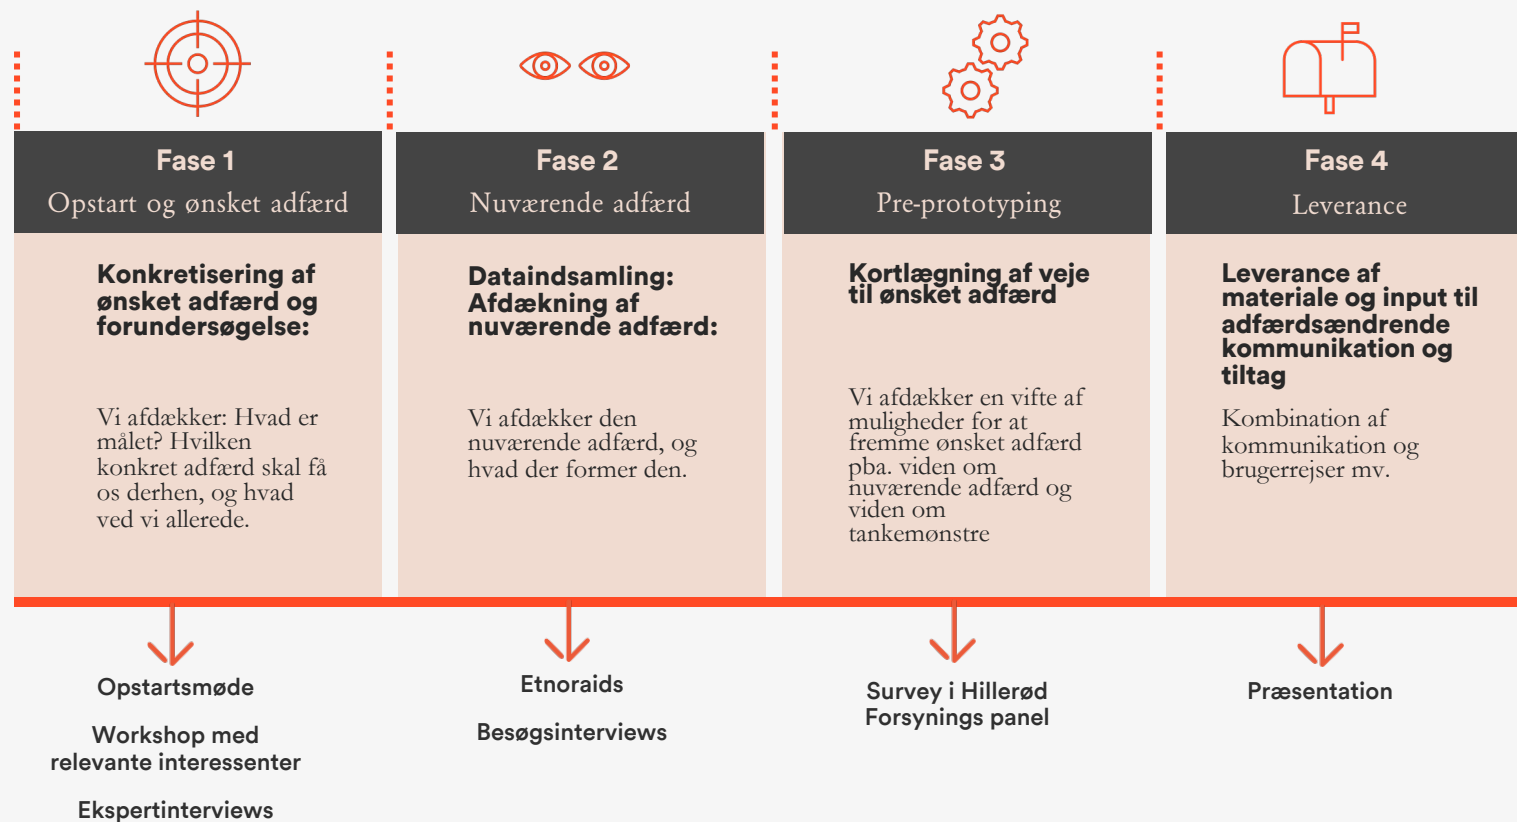 Fase 1
Opstart og ønsket adfærd
Konkretisering af
ønsket adfærd og
forundersøgelse:
Vi afdækker: Hvad er
målet? Hvilken
konkret adfærd skal få
os derhen, og hvad
ved vi allerede.
Opstartsmøde
Workshop med
relevante interessenter
Ekspertinterviews
Fase 2
Nuværende adfærd
Dataindsamling:
Afdækning af
nuværende adfærd:
Vi afdækker den
nuværende adfærd, og
hvad der former den.
Etnoraids
Besøgsinterviews
Fase 3
Pre-prototyping
Kortlægning af veje
til ønsket adfærd
Vi afdækker en vifte af
muligheder for at
fremme ønsket adfærd
pba. viden om
nuværende adfærd og
viden om
tankemønstre
Survey i Hillerød
Forsynings panel
Fase 4
Leverance
Leverance af
materiale og input til
adfærdsændrende
kommunikation og
tiltag
Kombination af
kommunikation og
brugerrejser mv.
Præsentation